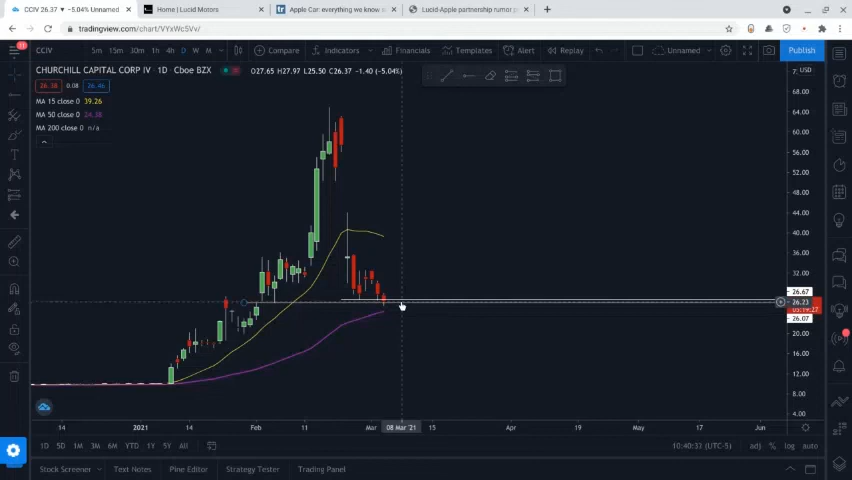 CCIV 26.37 ▼ −5.04% Unnamed
Home | Lucid Motors
Apple Car: everything we know s
Lucid-Apple partnership rumor p
tradingview.com/chart/VYxWc5Vv/
CCIV 5m 15m 30m 1h 4h D W M Compare Indicators Financials Templates Alert Replay Unnamed Publish
CHURCHILL CAPITAL CORP IV · 1D · Cboe BZX O27.65 H27.97 L25.50 C26.37 −1.40 (−5.04%)
USD
26.38 0.08 26.46
MA 15 close 0 39.26
MA 50 close 0 24.38
MA 200 close 0 n/a
68.00
64.00
60.00
56.00
52.00
48.00
44.00
40.00
36.00
32.00
26.67
26.23
26.07
20.00
16.00
12.00
8.00
4.00
14 2021 14 Feb 11 Mar 08 Mar '21 15 Apr 19 May 17 Jun
1D 5D 1M 3M 6M YTD 1Y 5Y All 10:40:33 (UTC-5) adj % log auto
Stock Screener Text Notes Pine Editor Strategy Tester Trading Panel